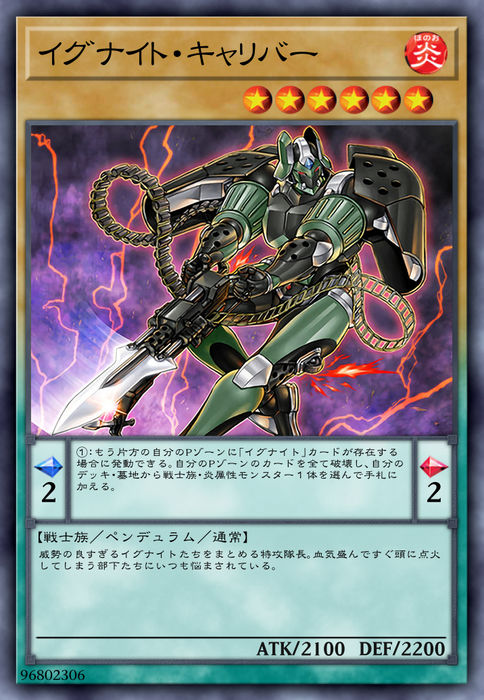 イグナイト・キャリバー
ほのお
炎
①:もう片方の自分のPゾーンに「イグナイト」カードが存在する
場合に発動できる。自分のPゾーンのカードを全て破壊し、自分の
デッキ・墓地から戦士族・炎属性モンスター1体を選んで手札に
加える。
2
2
【戦士族／ペンデュラム／通常】
威勢の良すぎるイグナイトたちをまとめる特攻隊長。血気盛んですぐ頭に点火
してしまう部下たちにいつも悩まされている。
ATK/2100 DEF/2200
96802306